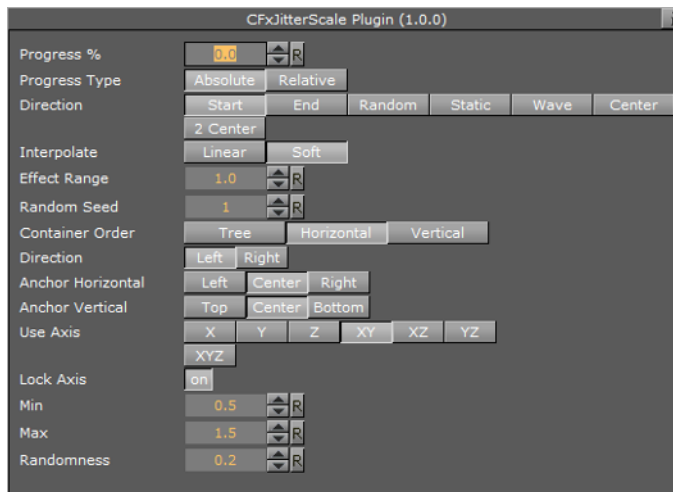 CFxJitterScale Plugin (1.0.0)
Progress % 0.0 R
Progress Type Absolute Relative
Direction Start End Random Static Wave Center
2 Center
Interpolate Linear Soft
Effect Range 1.0 R
Random Seed 1 R
Container Order Tree Horizontal Vertical
Direction Left Right
Anchor Horizontal Left Center Right
Anchor Vertical Top Center Bottom
Use Axis X Y Z XY XZ YZ
XYZ
Lock Axis on
Min 0.5 R
Max 1.5 R
Randomness 0.2 R